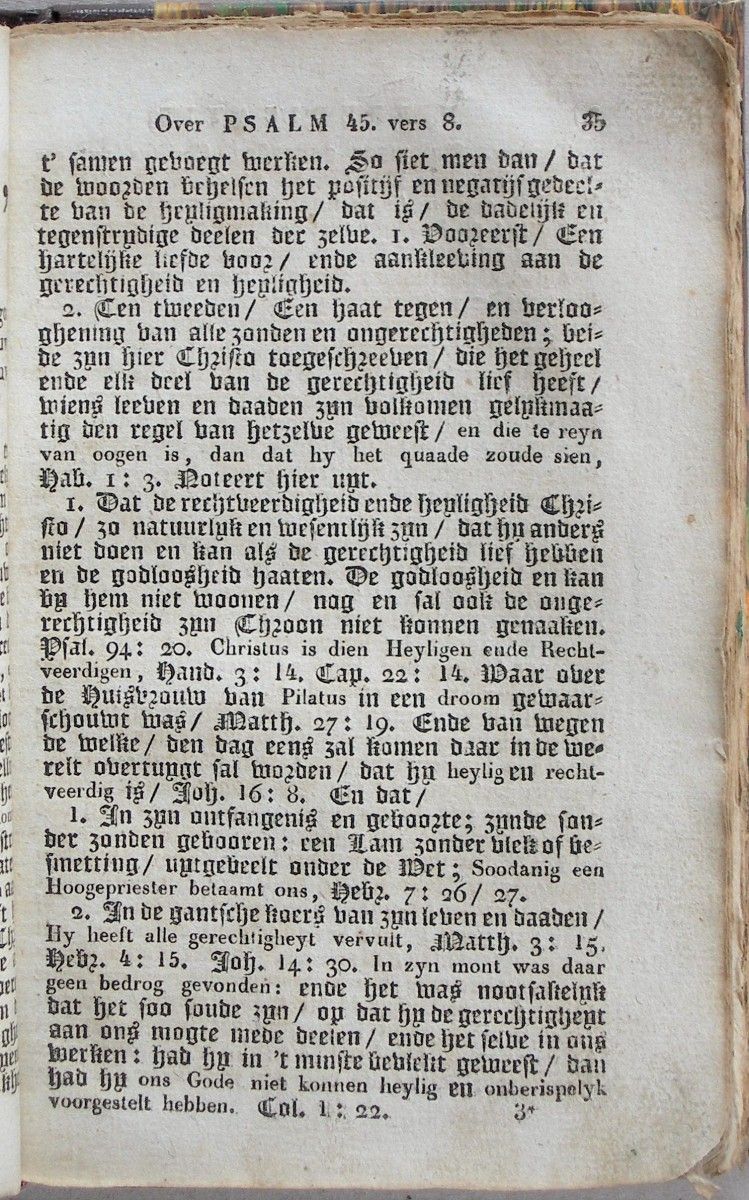 Over PSALM 45. vers 8. 35
t' samen gevoegt werken. So siet men dan/ dat
de woorden behelsen het positijf en negatijf gedeel-
te van de heyligmaking/ dat is/ de dadelijk en
tegenstrydige deelen der zelve. 1. Vooreerst/ Een
hartelijke liefde voor/ ende aankleeving aan de
gerechtigheid en heyligheid.
2. Ten tweeden/ Een haat tegen/ en verloo-
ghening van alle zonden en ongerechtigheden; bei-
de zyn hier Christo toegeschreeven/ die het geheel
ende elk deel van de gerechtigheid lief heeft/
wiens leeven en daaden zyn volkomen gelykmaa-
tig den regel van hetzelve geweest/ en die te reyn
van oogen is, dan dat hy het quaade zoude sien,
Hab. 1: 3. Noteert hier uyt.
1. Dat de rechtveerdigheid ende heyligheid Chri-
sto/ zo natuurlyk en wesentlijk zyn/ dat hy anders
niet doen en kan als de gerechtigheid lief hebben
en de godloosheid haaten. De godloosheid en kan
by hem niet woonen/ nog en sal ook de onge-
rechtigheid zyn Throon niet konnen genaaken.
Psal. 94: 20. Christus is dien Heyligen ende Recht-
veerdigen, Hand. 3: 14. Cap. 22: 14. Waar over
de Huisvrouw van Pilatus in een droom gewaar-
schouwt was/ Matth. 27: 19. Ende van wegen
de welke/ den dag eens zal komen daar in de we-
relt overtuygt sal worden/ dat hy heylig en recht-
veerdig is/ Joh. 16: 8. En dat/
1. In zyn ontfangenis en geboorte; zynde son-
der zonden gebooren: een Lam zonder vlek of be-
smetting/ uytgebeelt onder de Wet; Soodanig een
Hoogepriester betaamt ons, Hebr. 7: 26/ 27.
2. In de gantsche koers van zyn leven en daaden/
Hy heeft alle gerechtigheyt vervult, Matth. 3: 15.
Hebr. 4: 15. Joh. 14: 30. In zyn mont was daar
geen bedrog gevonden: ende het was nootsakelyk
dat het soo soude zyn/ op dat hy de gerechtigheyt
aan ons mogte mede deelen/ ende het selve in ons
werken: had hy in 't minste bevlekt geweest/ dan
had hy ons Gode niet konnen heylig en onberispelyk
voorgestelt hebben. Col. 1: 22. 3*